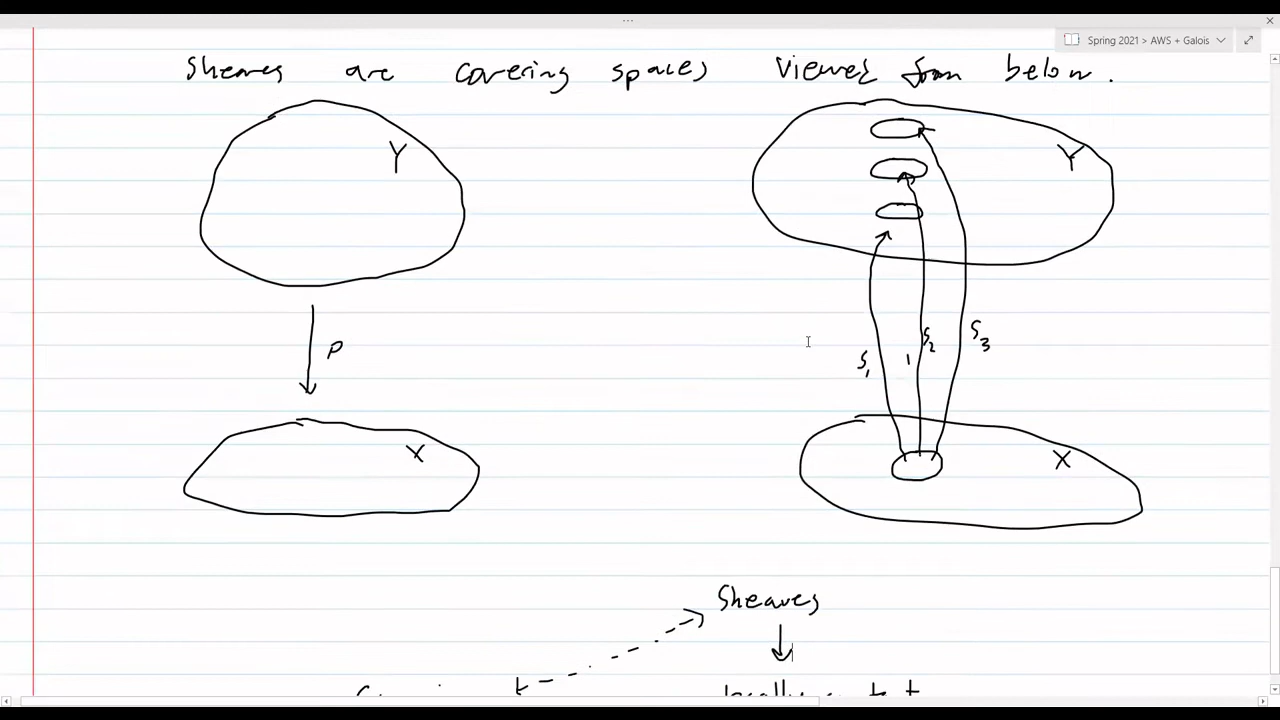 Spring 2021 > AWS + Galois
Sheaves are covering spaces viewed from below.
Y Y
P S1 S2 S3
X X
Sheaves